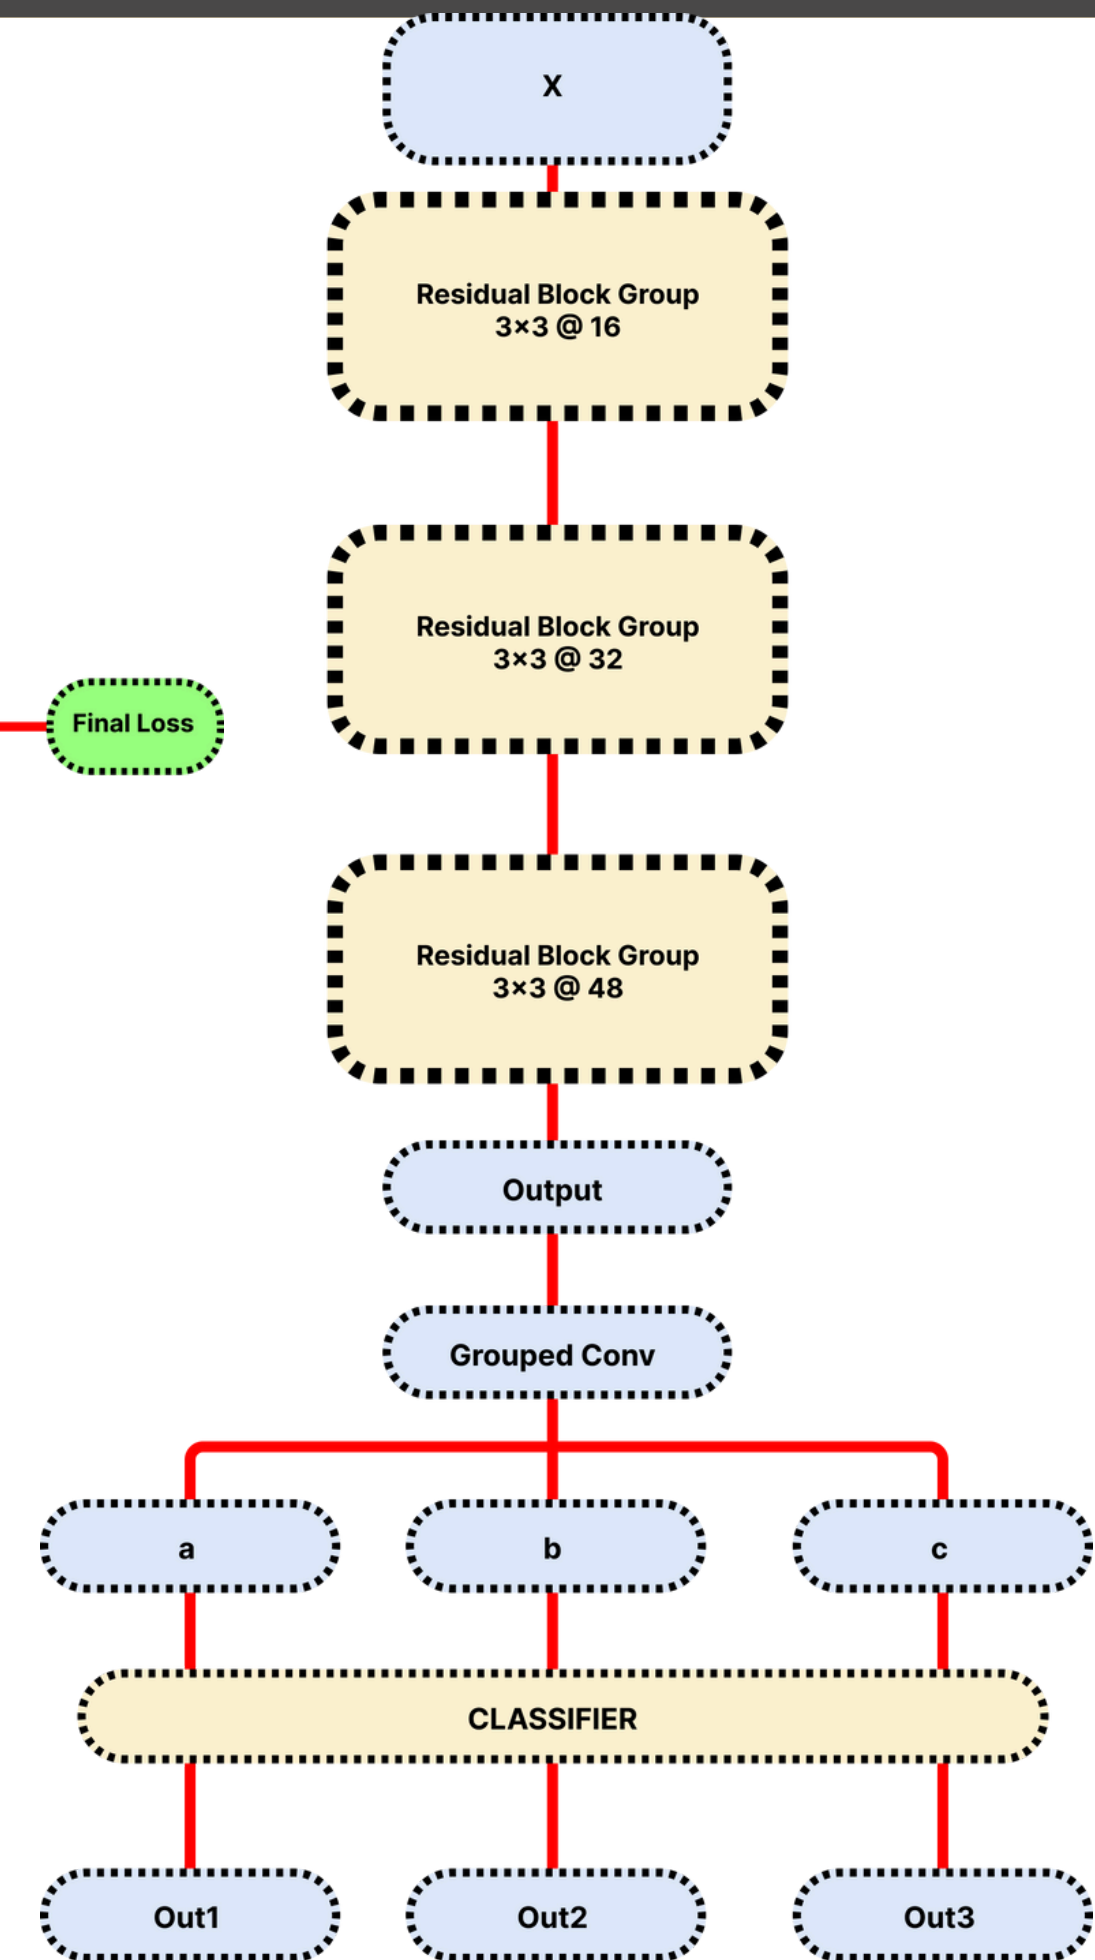 X
Residual Block Group
3×3 @ 16
Residual Block Group
3×3 @ 32
Final Loss
Residual Block Group
3×3 @ 48
Output
Grouped Conv
a
b
c
CLASSIFIER
Out1
Out2
Out3